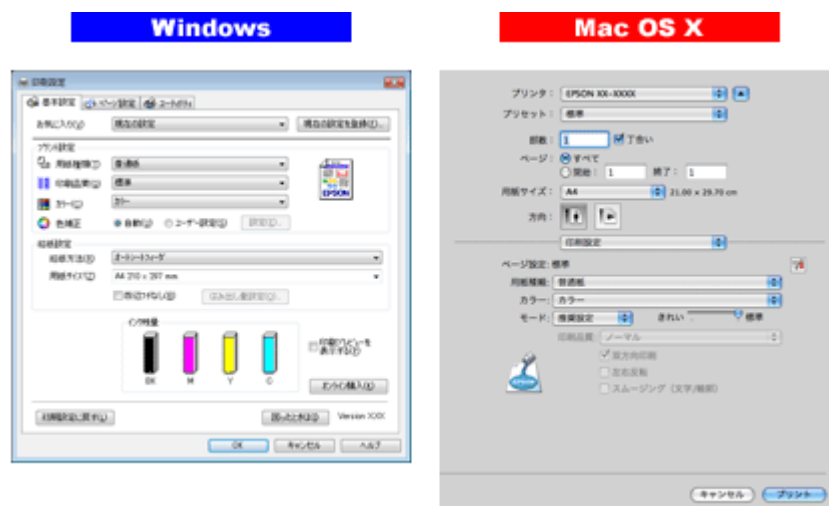 Windows
Mac OS X
印刷設定
基本設定 ページ設定 ユーティリティ
お気に入り(V) 現在の設定 現在の設定を登録(D)...
プリント設定
用紙種類(T) 普通紙
印刷品質(Q) 標準
カラー(C) カラー
色補正 自動(U) ユーザー設定(S) 設定(D)...
EPSON
給紙設定
給紙方法(R) オートシートフィーダ
用紙サイズ(Z) A4 210 x 297 mm
四辺フチなし(B) はみ出し量設定(G)...
インク残量
BK M Y C
印刷プレビューを
表示する(P)
オンライン購入(X)
初期設定に戻す(L) 困ったときは(I) Version X.XX
OK キャンセル ヘルプ
プリンタ: EPSON XX-XXXX
プリセット: 標準
部数: 1 丁合い
ページ: すべて
開始: 1 終了: 1
用紙サイズ: A4 21.00 x 29.70 cm
方向:
印刷設定
ページ設定: 標準
用紙種類: 普通紙
カラー: カラー
モード: 推奨設定 きれい 標準
印刷品質: ノーマル
双方向印刷
左右反転
スムージング (文字/輪郭)
EPSON
キャンセル プリント